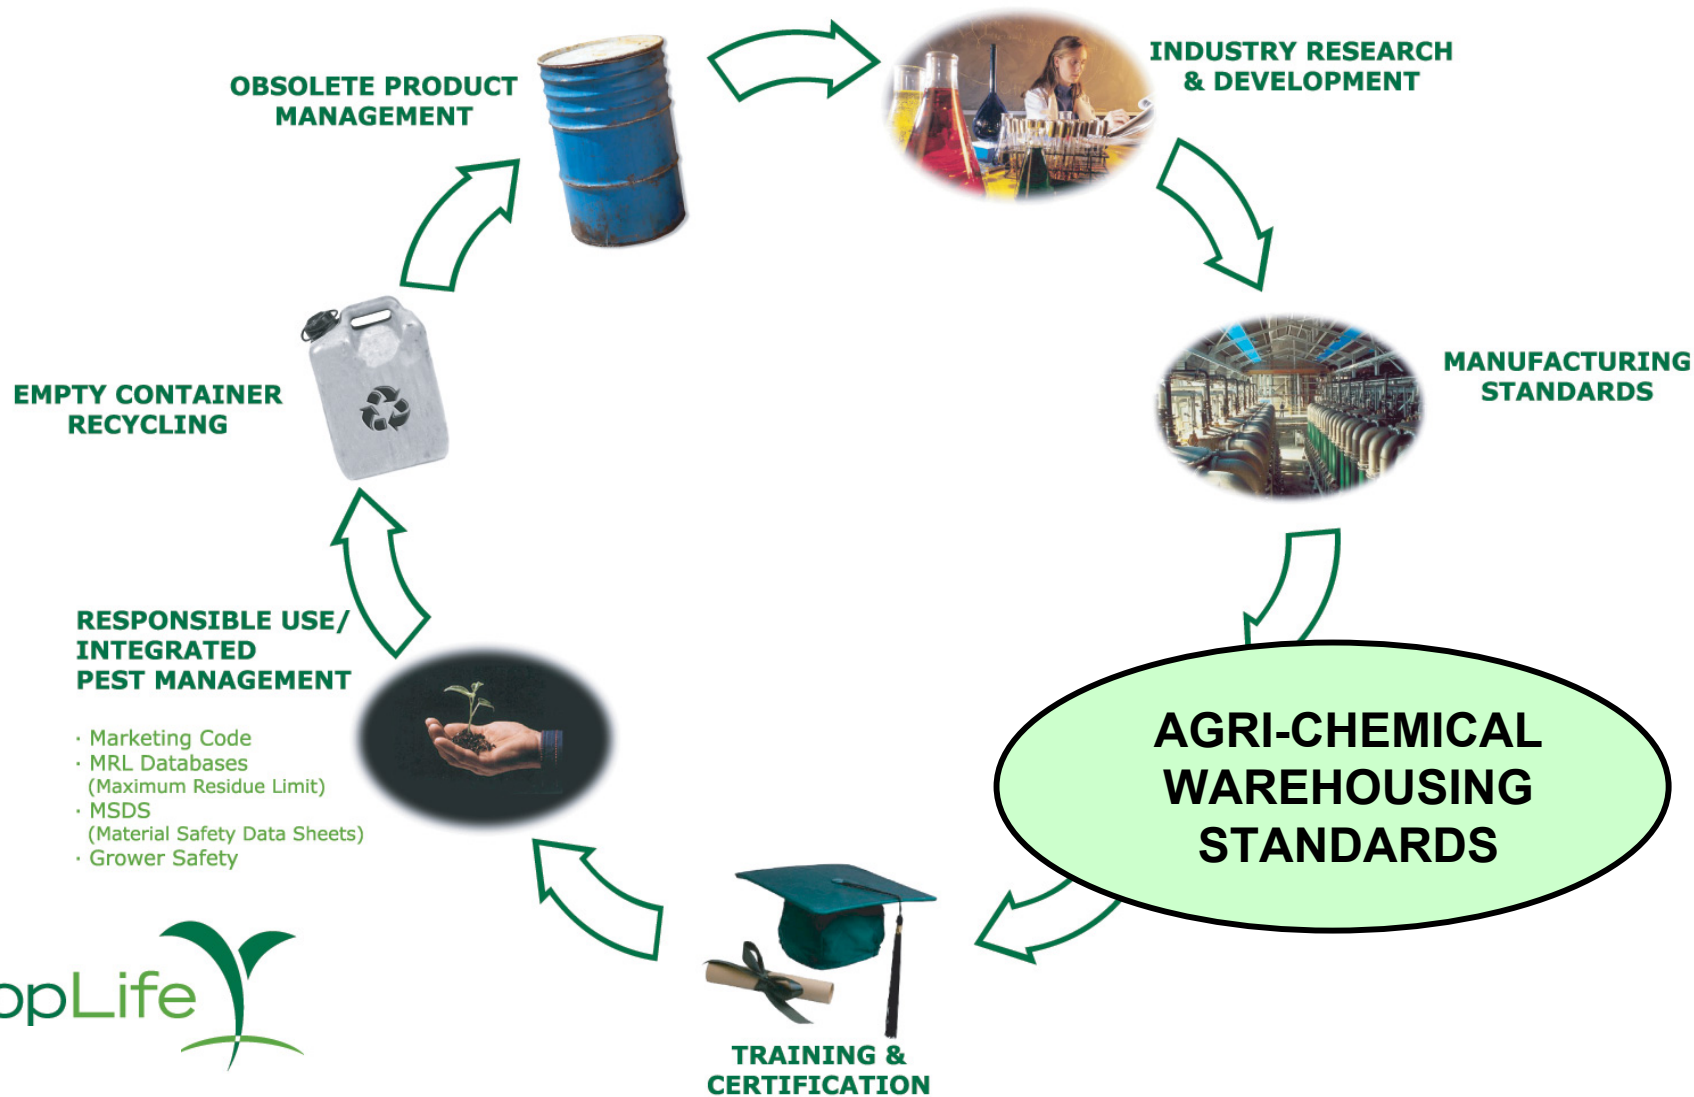 OBSOLETE PRODUCT
MANAGEMENT
INDUSTRY RESEARCH
& DEVELOPMENT
MANUFACTURING
STANDARDS
AGRI-CHEMICAL
WAREHOUSING
STANDARDS
TRAINING &
CERTIFICATION
RESPONSIBLE USE/
INTEGRATED
PEST MANAGEMENT
· Marketing Code
· MRL Databases
(Maximum Residue Limit)
· MSDS
(Material Safety Data Sheets)
· Grower Safety
EMPTY CONTAINER
RECYCLING
opLife